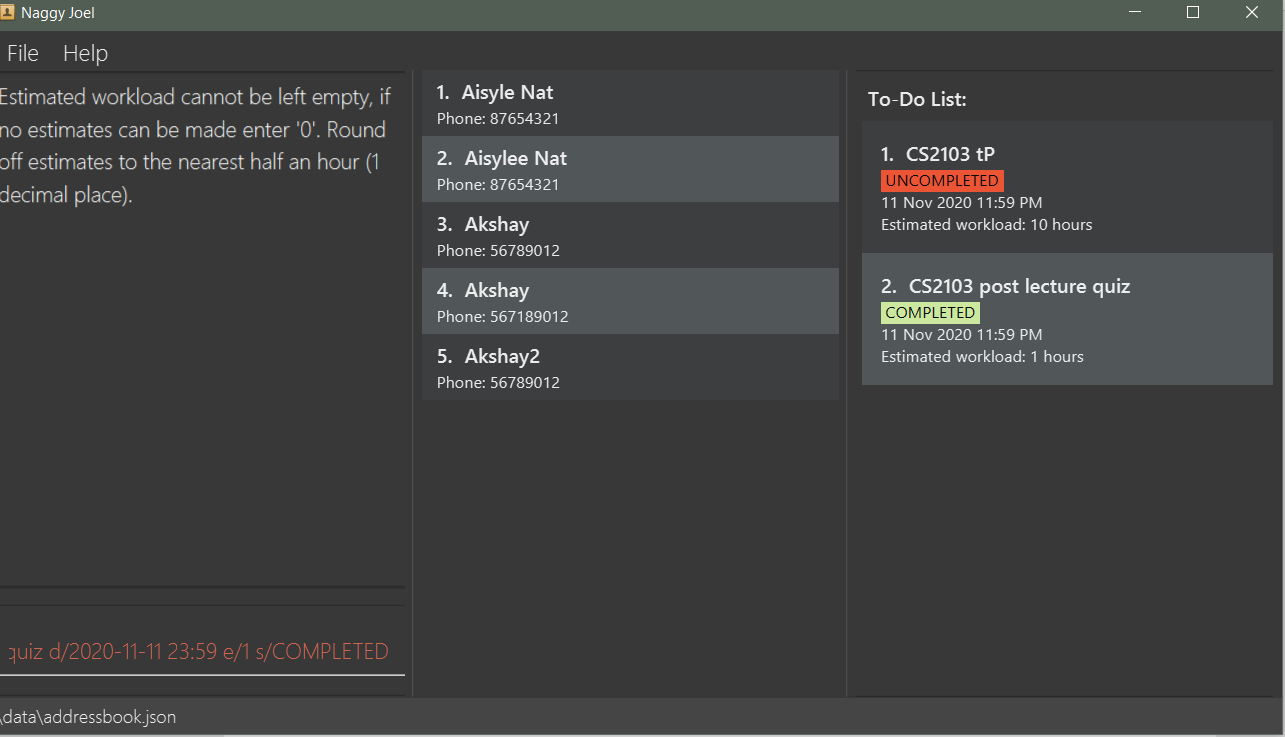 Naggy Joel
File Help
Estimated workload cannot be left empty, if
no estimates can be made enter '0'. Round
off estimates to the nearest half an hour (1
decimal place).
quiz d/2020-11-11 23:59 e/1 s/COMPLETED
1. Aisyle Nat
Phone: 87654321
2. Aisylee Nat
Phone: 87654321
3. Akshay
Phone: 56789012
4. Akshay
Phone: 567189012
5. Akshay2
Phone: 56789012
To-Do List:
1. CS2103 tP
UNCOMPLETED
11 Nov 2020 11:59 PM
Estimated workload: 10 hours
2. CS2103 post lecture quiz
COMPLETED
11 Nov 2020 11:59 PM
Estimated workload: 1 hours
\data\addressbook.json